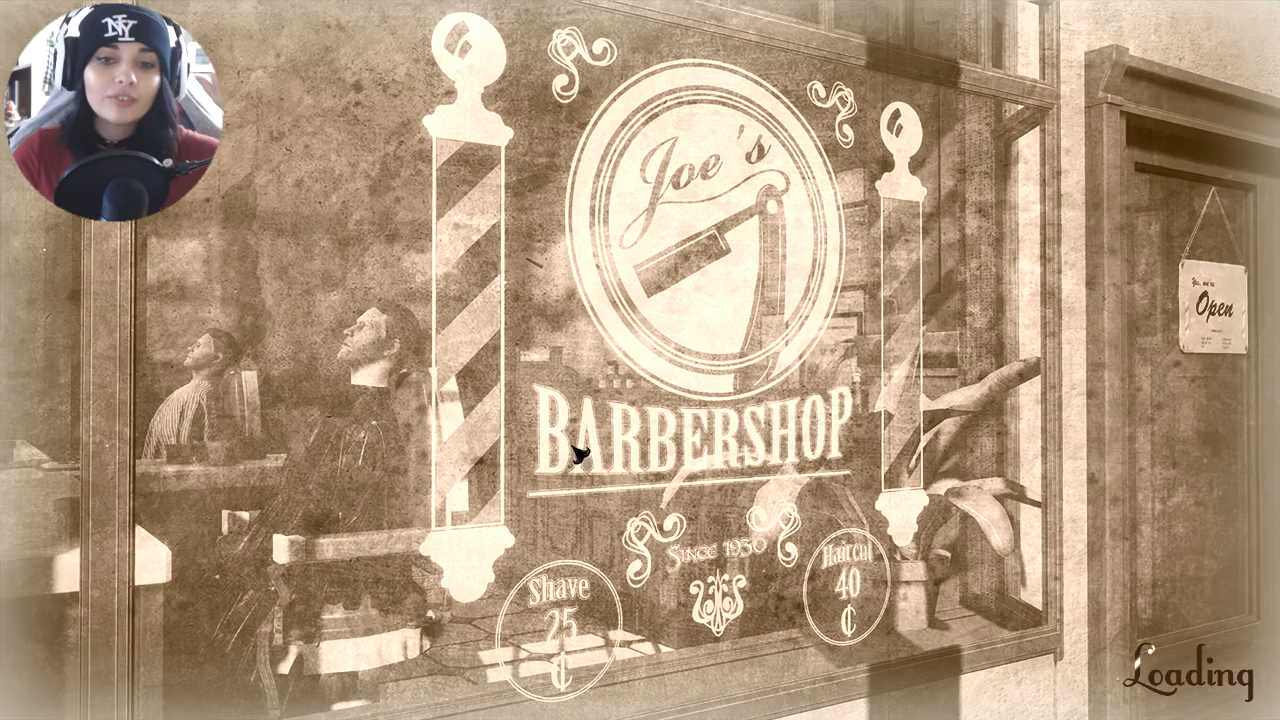 NY
Joe's
BARBERSHOP
SINCE 1930
Shave
25
¢
Haircut
40
¢
Open
Loading